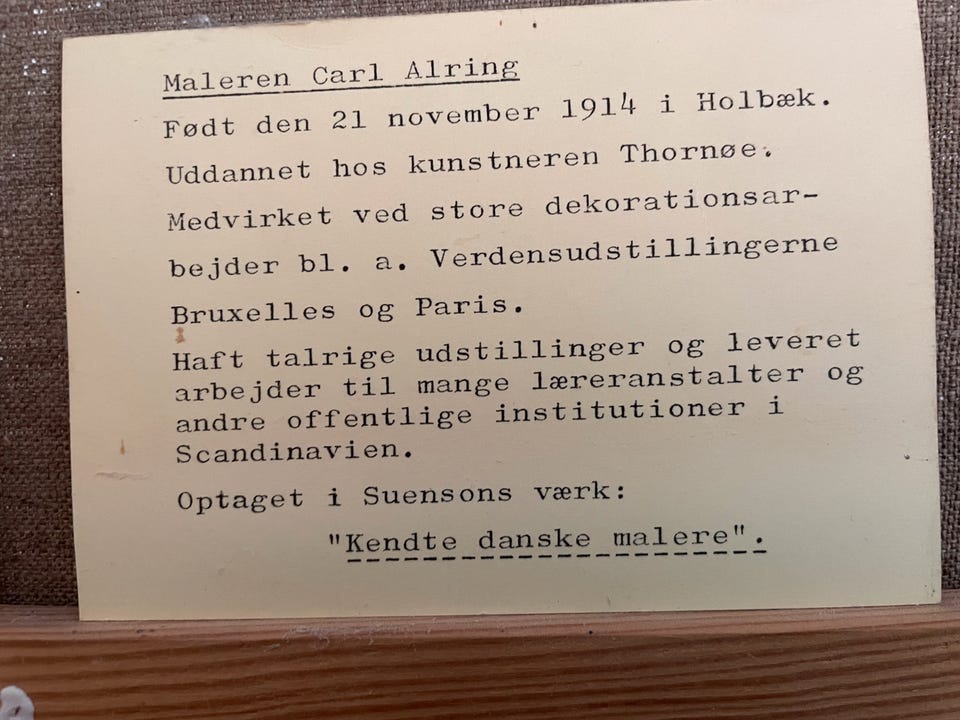 Maleren Carl Alring
Født den 21 november 1914 i Holbæk.
Uddannet hos kunstneren Thornøe.
Medvirket ved store dekorationsar-
bejder bl. a. Verdensudstillingerne
Bruxelles og Paris.
Haft talrige udstillinger og leveret
arbejder til mange læreranstalter og
andre offentlige institutioner i
Scandinavien.
Optaget i Suensons værk:
"Kendte danske malere".